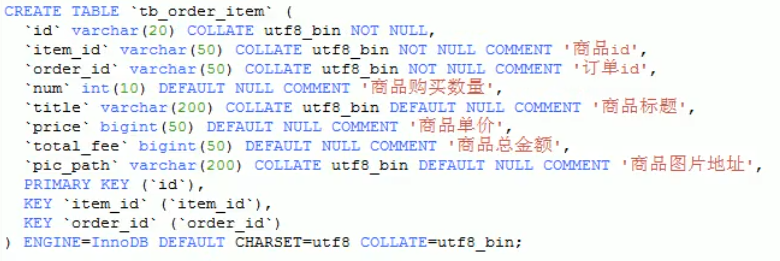 CREATE TABLE `tb_order_item` (
`id` varchar(20) COLLATE utf8_bin NOT NULL,
`item_id` varchar(50) COLLATE utf8_bin NOT NULL COMMENT '商品id',
`order_id` varchar(50) COLLATE utf8_bin NOT NULL COMMENT '订单id',
`num` int(10) DEFAULT NULL COMMENT '商品购买数量',
`title` varchar(200) COLLATE utf8_bin DEFAULT NULL COMMENT '商品标题',
`price` bigint(50) DEFAULT NULL COMMENT '商品单价',
`total_fee` bigint(50) DEFAULT NULL COMMENT '商品总金额',
`pic_path` varchar(200) COLLATE utf8_bin DEFAULT NULL COMMENT '商品图片地址',
PRIMARY KEY (`id`),
KEY `item_id` (`item_id`),
KEY `order_id` (`order_id`)
) ENGINE=InnoDB DEFAULT CHARSET=utf8 COLLATE=utf8_bin;